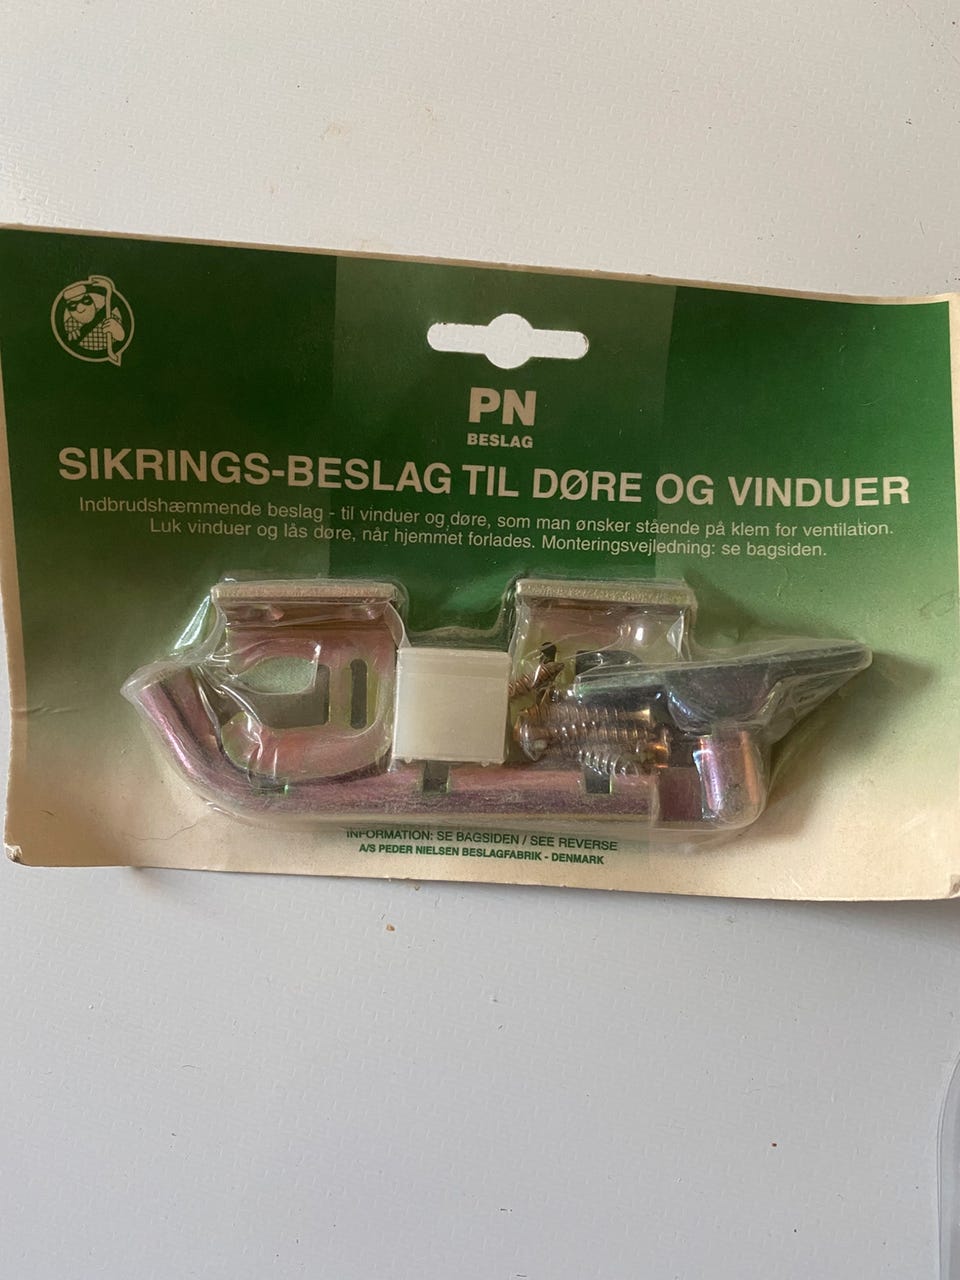 PN
BESLAG
SIKRINGS-BESLAG TIL DØRE OG VINDUER
Indbrudshæmmende beslag - til vinduer og døre, som man ønsker stående på klem for ventilation.
Luk vinduer og lås døre, når hjemmet forlades. Monteringsvejledning: se bagsiden.
INFORMATION: SE BAGSIDEN / SEE REVERSE
A/S PEDER NIELSEN BESLAGFABRIK - DENMARK